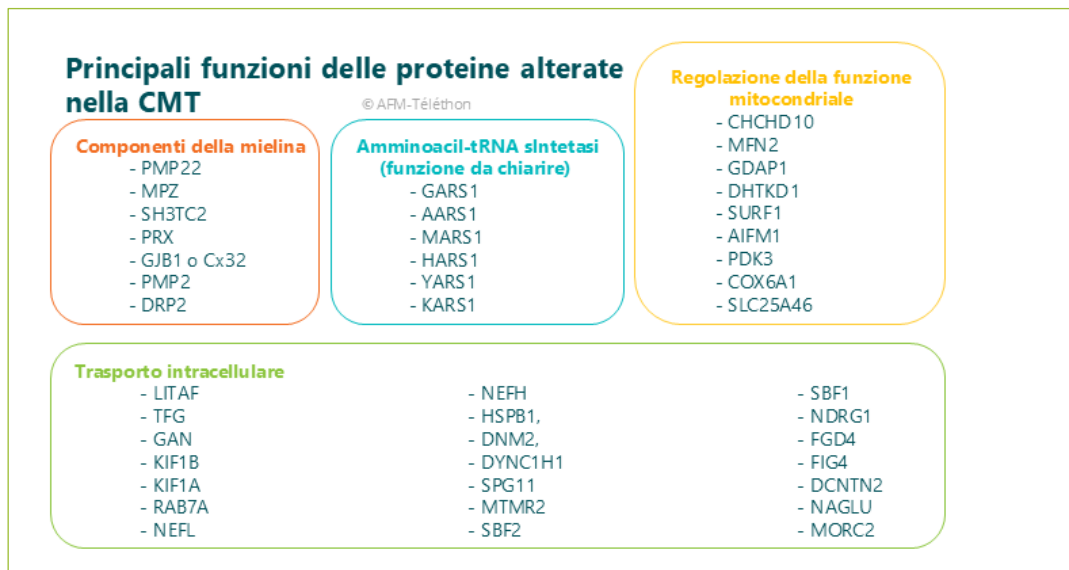 Principali funzioni delle proteine alterate
nella CMT
© AFM-Téléthon
Componenti della mielina
- PMP22
- MPZ
- SH3TC2
- PRX
- GJB1 o Cx32
- PMP2
- DRP2
Amminoacil-tRNA sIntetasi
(funzione da chiarire)
- GARS1
- AARS1
- MARS1
- HARS1
- YARS1
- KARS1
Regolazione della funzione
mitocondriale
- CHCHD10
- MFN2
- GDAP1
- DHTKD1
- SURF1
- AIFM1
- PDK3
- COX6A1
- SLC25A46
Trasporto intracellulare
- LITAF
- TFG
- GAN
- KIF1B
- KIF1A
- RAB7A
- NEFL
- NEFH
- HSPB1,
- DNM2,
- DYNC1H1
- SPG11
- MTMR2
- SBF2
- SBF1
- NDRG1
- FGD4
- FIG4
- DCNTN2
- NAGLU
- MORC2